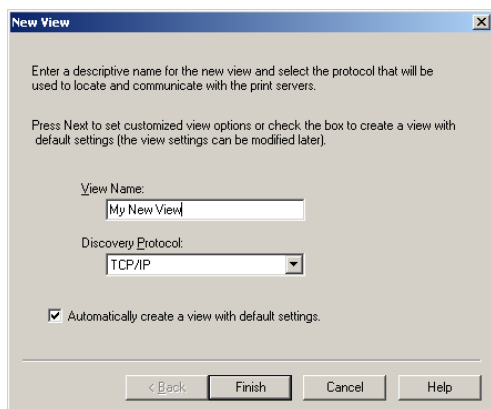 New View
Enter a descriptive name for the new view and select the protocol that will be
used to locate and communicate with the print servers.
Press Next to set customized view options or check the box to create a view with
default settings (the view settings can be modified later).
View Name:
My New View
Discovery Protocol:
TCP/IP
Automatically create a view with default settings.
< Back Finish Cancel Help